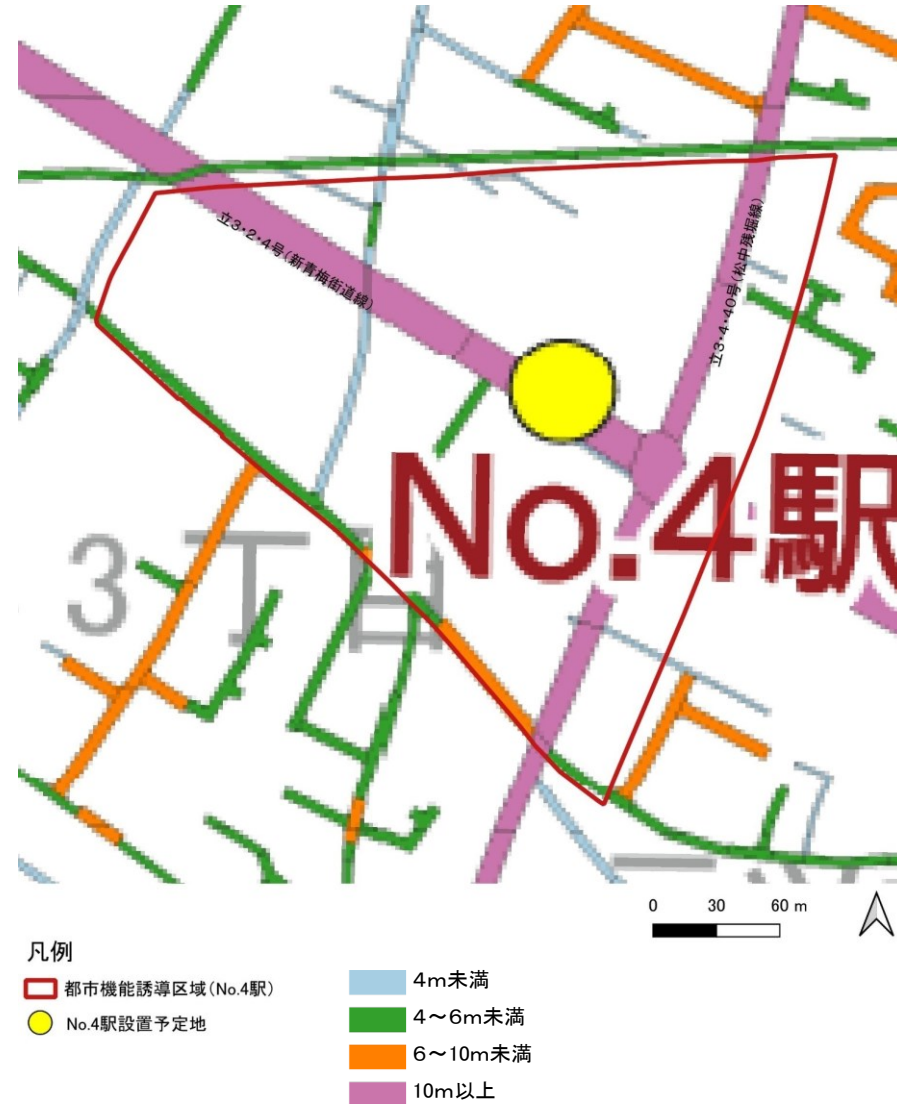 立3・2・4号(新青梅街道線)
立3・4・40号(松中残堀線)
No.4駅
3丁目
0 30 60 m
凡例
都市機能誘導区域(No.4駅)
No.4駅設置予定地
4m未満
4～6m未満
6～10m未満
10m以上